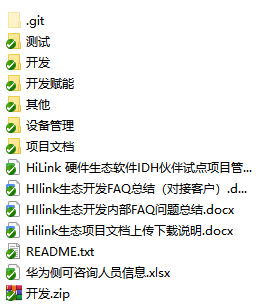 .git
测试
开发
开发赋能
其他
设备管理
项目文档
HiLink 硬件生态软件IDH伙伴试点项目管...
HIlink生态开发FAQ总结（对接客户）.d...
HIlink生态开发内部FAQ问题总结.docx
Hilink生态项目文档上传下载说明.docx
README.txt
华为侧可咨询人员信息.xlsx
开发.zip